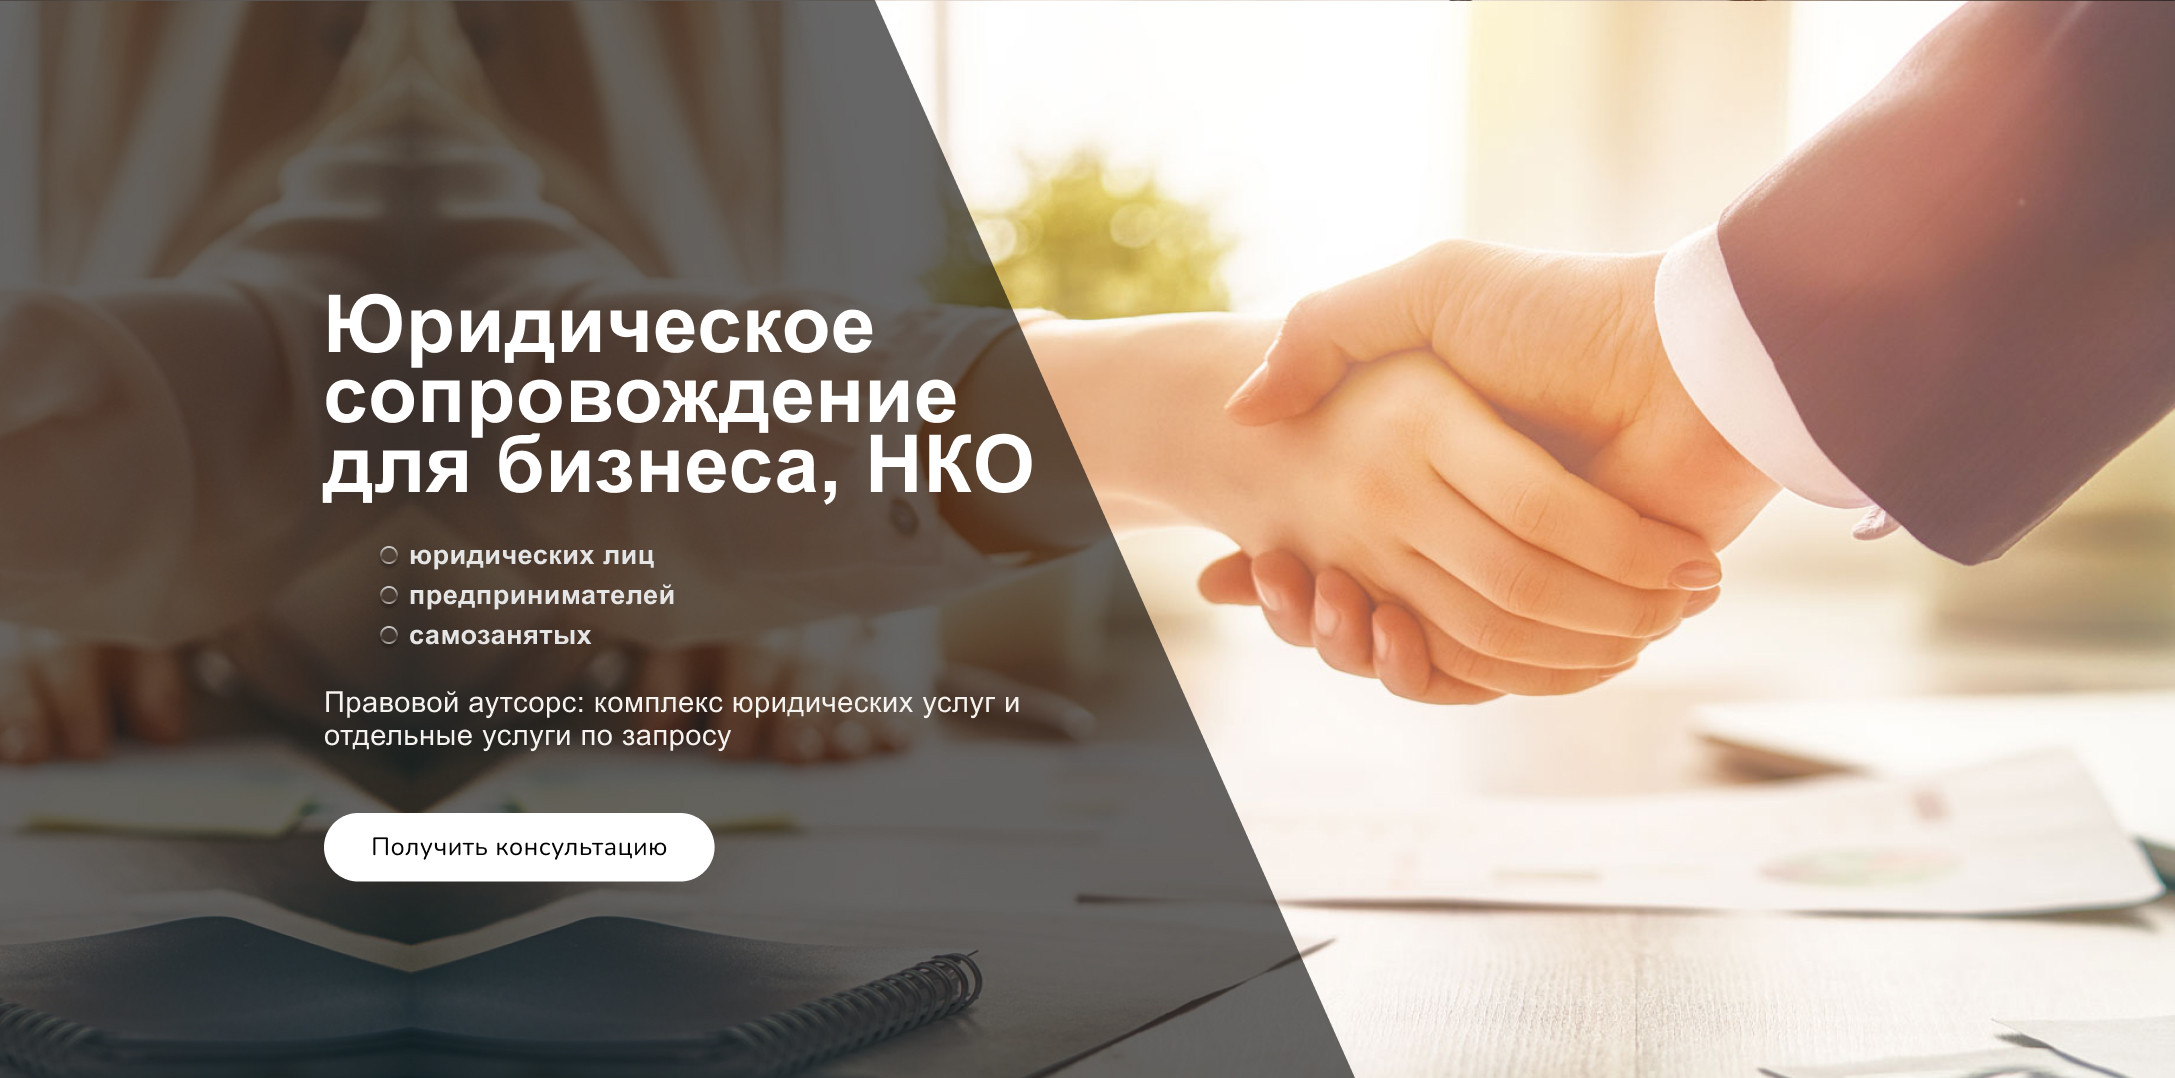 Юридическое
сопровождение
для бизнеса, НКО
юридических лиц
предпринимателей
самозанятых
Правовой аутсорс: комплекс юридических услуг и
отдельные услуги по запросу
Получить консультацию